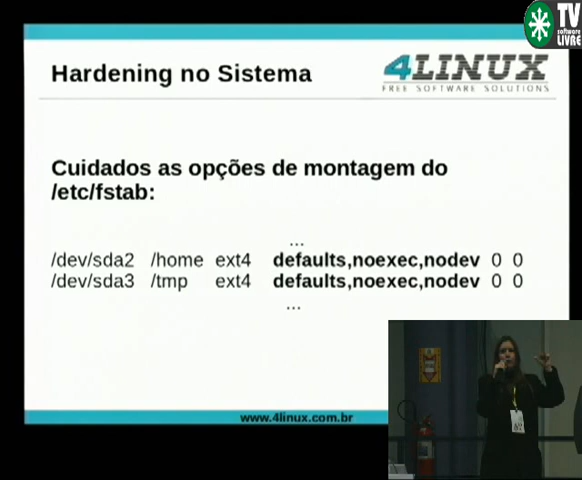 TV
software
LIVRE
Hardening no Sistema
4LINUX
FREE SOFTWARE SOLUTIONS
Cuidados as opções de montagem do
/etc/fstab:
...
/dev/sda2 /home ext4 defaults,noexec,nodev 0 0
/dev/sda3 /tmp ext4 defaults,noexec,nodev 0 0
...
www.4linux.com.br